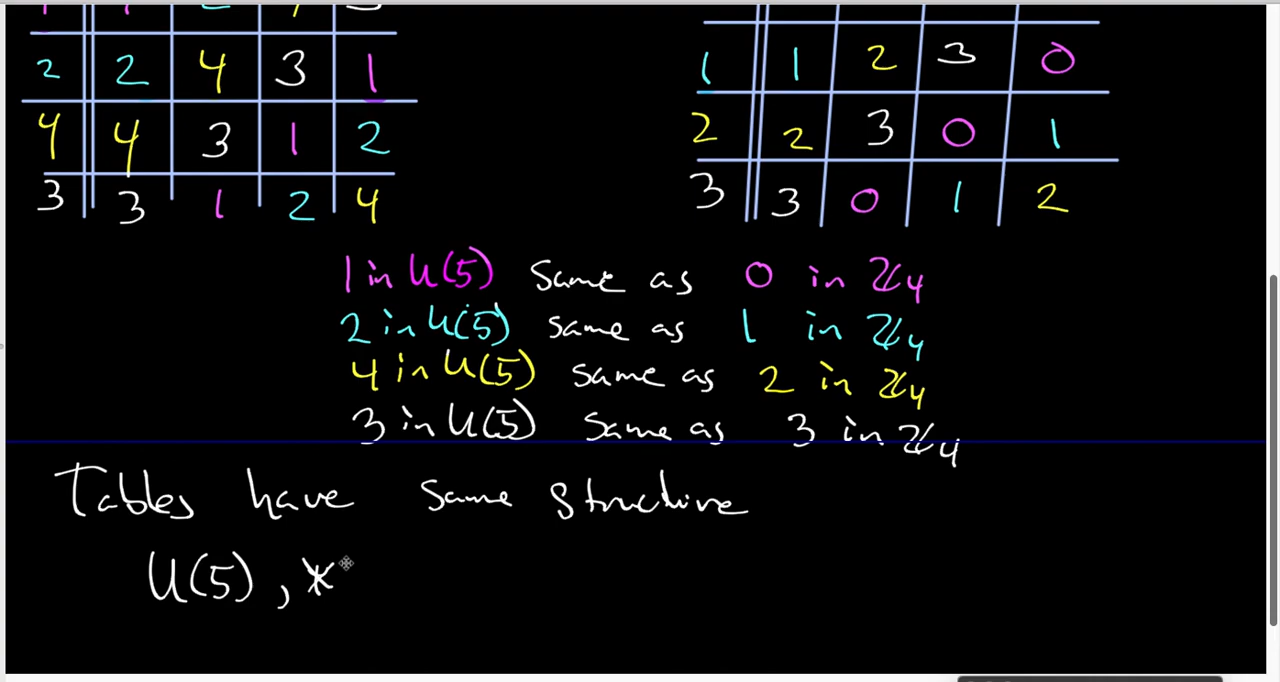 2 2 4 3 1
4 4 3 1 2
3 3 1 2 4
1 1 2 3 0
2 2 3 0 1
3 3 0 1 2
1 in U(5) same as 0 in ℤ4
2 in U(5) same as 1 in ℤ4
4 in U(5) same as 2 in ℤ4
3 in U(5) same as 3 in ℤ4
Tables have same structure
U(5), *